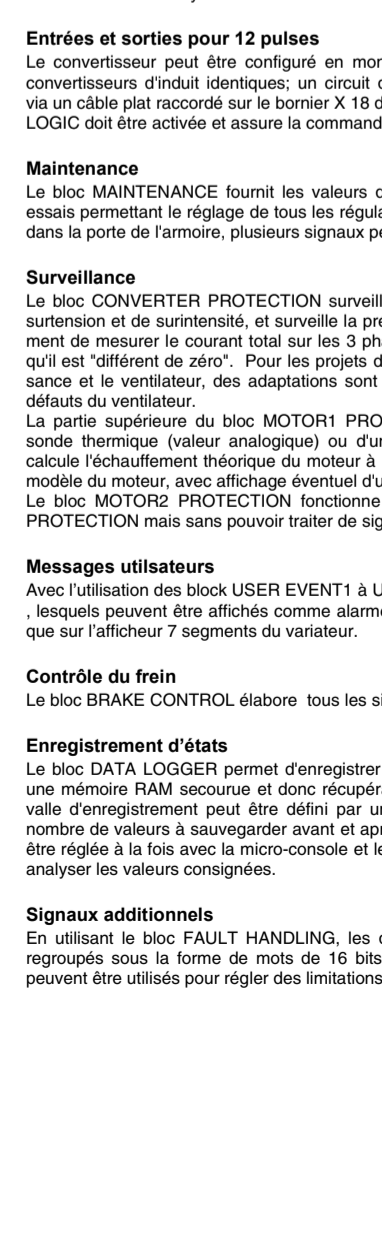 Entrées et sorties pour 12 pulses
Le convertisseur peut être configuré en
convertisseurs d'induit identiques; un circuit
via un câble plat raccordé sur le bornier X 18
LOGIC doit être activée et assure la
Maintenance
Le bloc MAINTENANCE fournit les valeurs
essais permettant le réglage de tous les
dans la porte de l'armoire, plusieurs signaux
Surveillance
Le bloc CONVERTER PROTECTION
surtension et de surintensité, et surveille la
ment de mesurer le courant total sur les 3
qu'il est "différent de zéro". Pour les projets
sance et le ventilateur, des adaptations sont
défauts du ventilateur.
La partie supérieure du bloc MOTOR1
sonde thermique (valeur analogique) ou
calcule l'échauffement théorique du moteur à
modèle du moteur, avec affichage éventuel
Le bloc MOTOR2 PROTECTION fonctionne
PROTECTION mais sans pouvoir traiter de
Messages utilsateurs
Avec l’utilisation des block USER EVENT1 à
, lesquels peuvent être affichés comme
que sur l’afficheur 7 segments du variateur.
Contrôle du frein
Le bloc BRAKE CONTROL élabore tous les
Enregistrement d’états
Le bloc DATA LOGGER permet d'enregistrer
une mémoire RAM secourue et donc
valle d'enregistrement peut être défini par
nombre de valeurs à sauvegarder avant et
être réglée à la fois avec la micro-console et
analyser les valeurs consignées.
Signaux additionnels
En utilisant le bloc FAULT HANDLING, les
regroupés sous la forme de mots de 16 bits
peuvent être utilisés pour régler des limitations